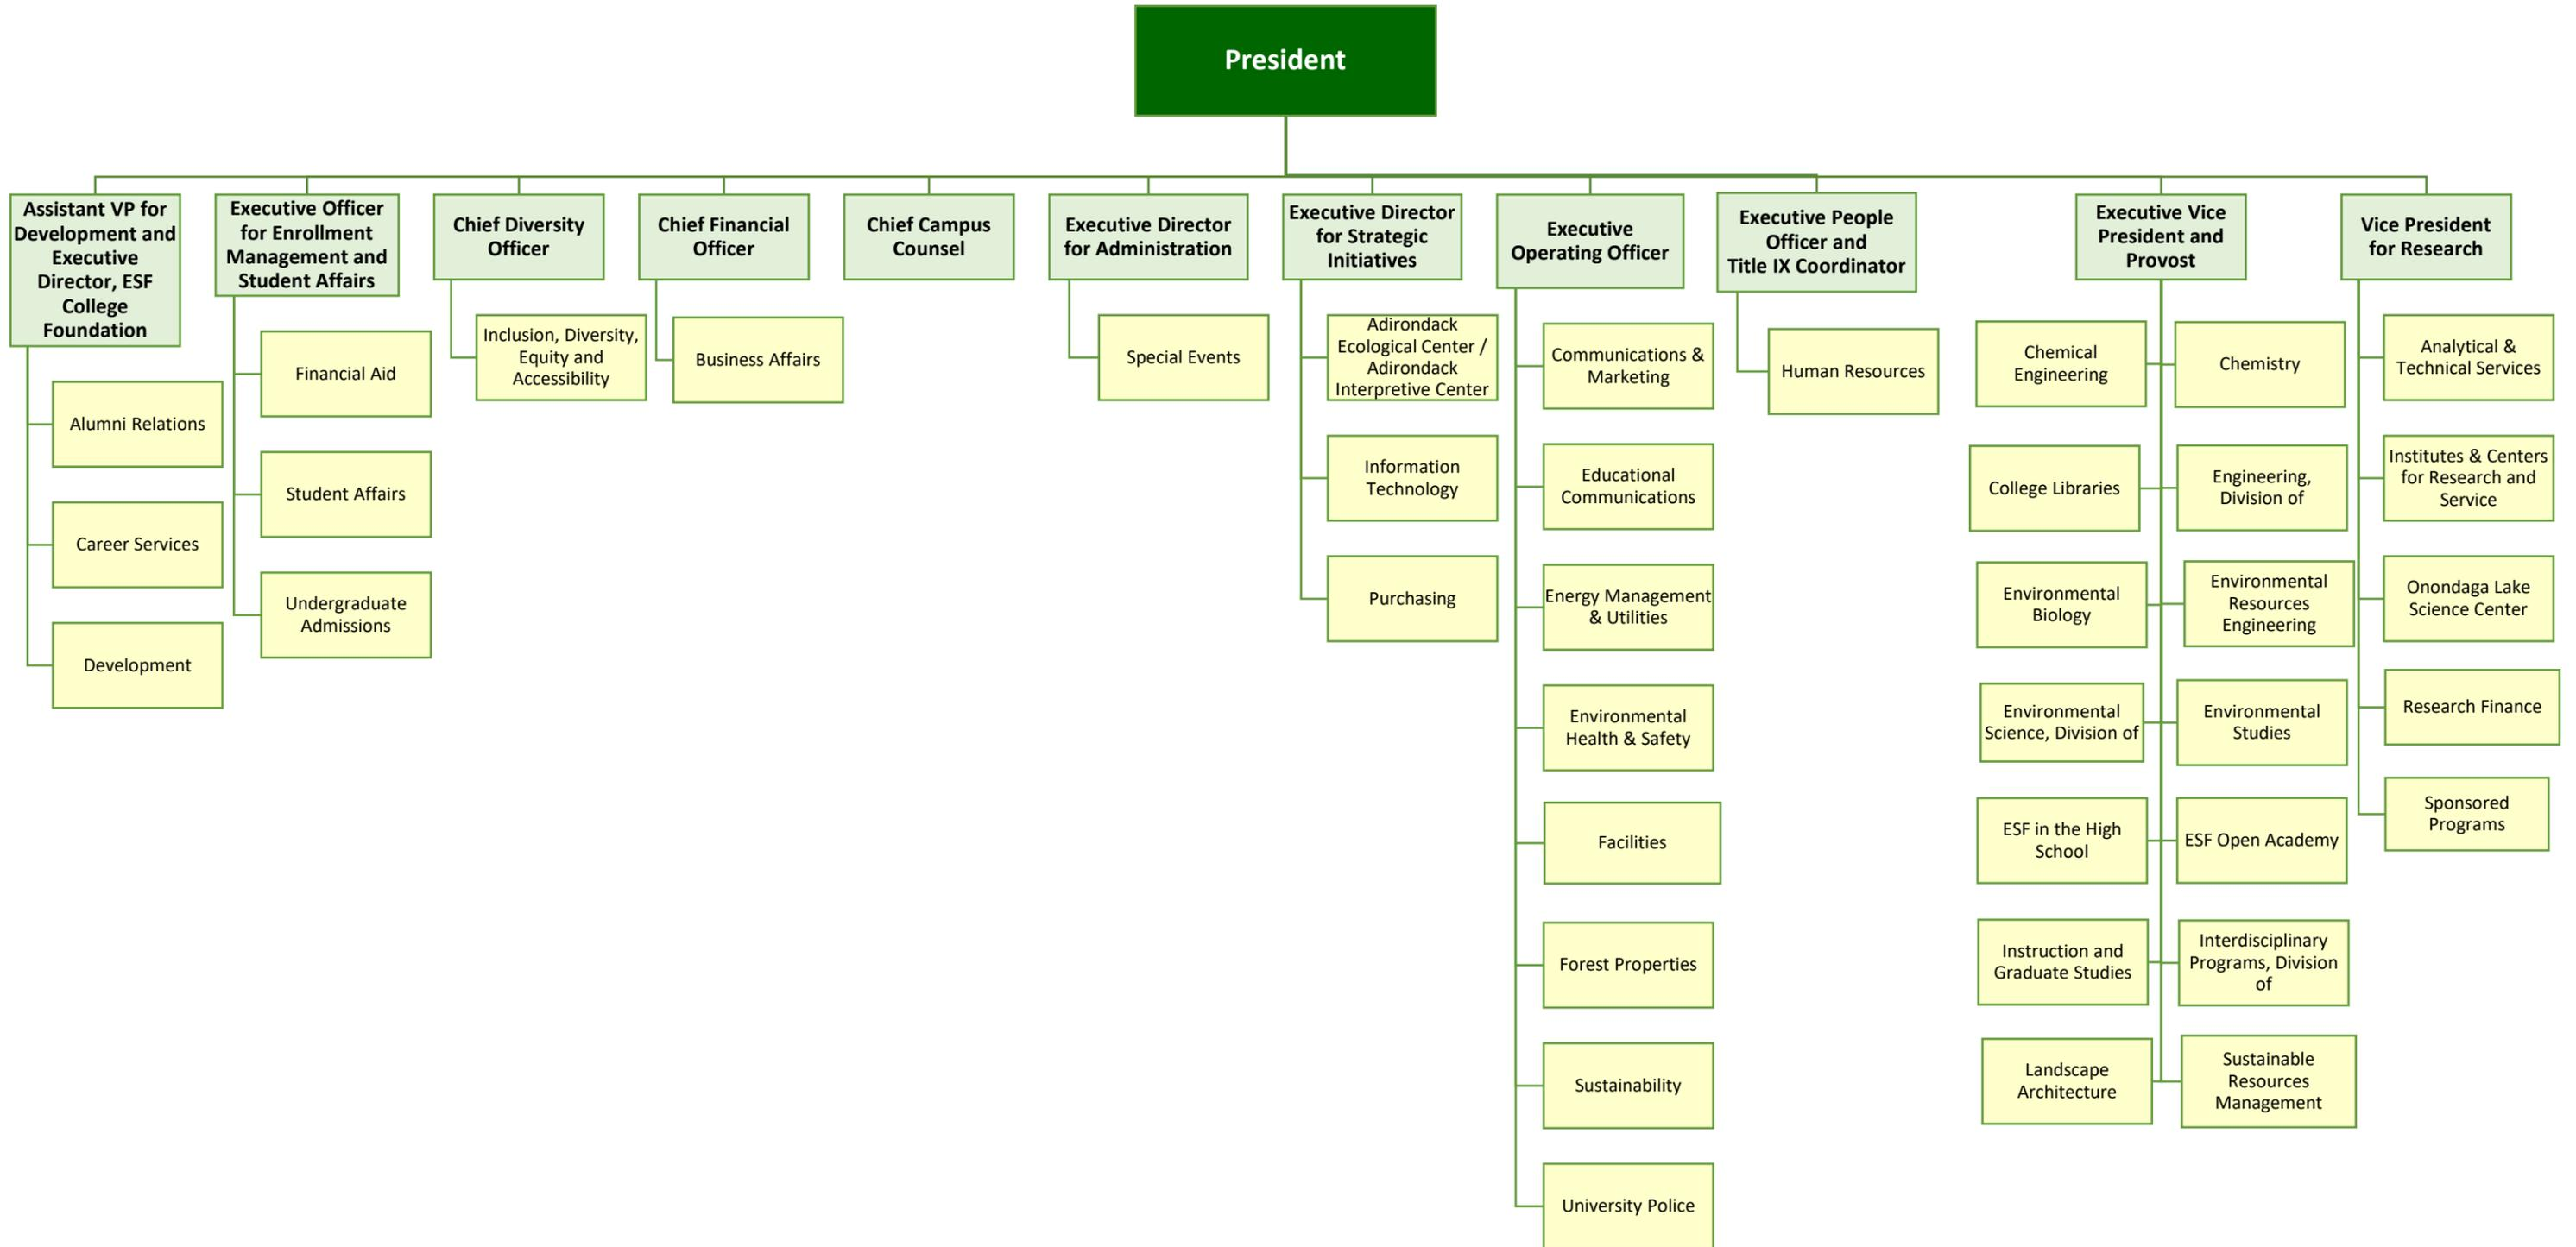 President
Assistant VP for
Development and
Executive
Director, ESF
College
Foundation
Alumni Relations
Career Services
Development
Executive Officer
for Enrollment
Management and
Student Affairs
Financial Aid
Student Affairs
Undergraduate
Admissions
Chief Diversity
Officer
Inclusion, Diversity,
Equity and
Accessibility
Chief Financial
Officer
Business Affairs
Chief Campus
Counsel
Executive Director
for Administration
Special Events
Executive Director
for Strategic
Initiatives
Adirondack
Ecological Center /
Adirondack
Interpretive Center
Information
Technology
Purchasing
Executive
Operating Officer
Communications &
Marketing
Educational
Communications
Energy Management
& Utilities
Environmental
Health & Safety
Facilities
Forest Properties
Sustainability
University Police
Executive People
Officer and
Title IX Coordinator
Human Resources
Executive Vice
President and
Provost
Chemical
Engineering
Chemistry
College Libraries
Engineering,
Division of
Environmental
Biology
Environmental
Resources
Engineering
Environmental
Science, Division of
Environmental
Studies
ESF in the High
School
ESF Open Academy
Instruction and
Graduate Studies
Interdisciplinary
Programs, Division
of
Landscape
Architecture
Sustainable
Resources
Management
Vice President
for Research
Analytical &
Technical Services
Institutes & Centers
for Research and
Service
Onondaga Lake
Science Center
Research Finance
Sponsored
Programs